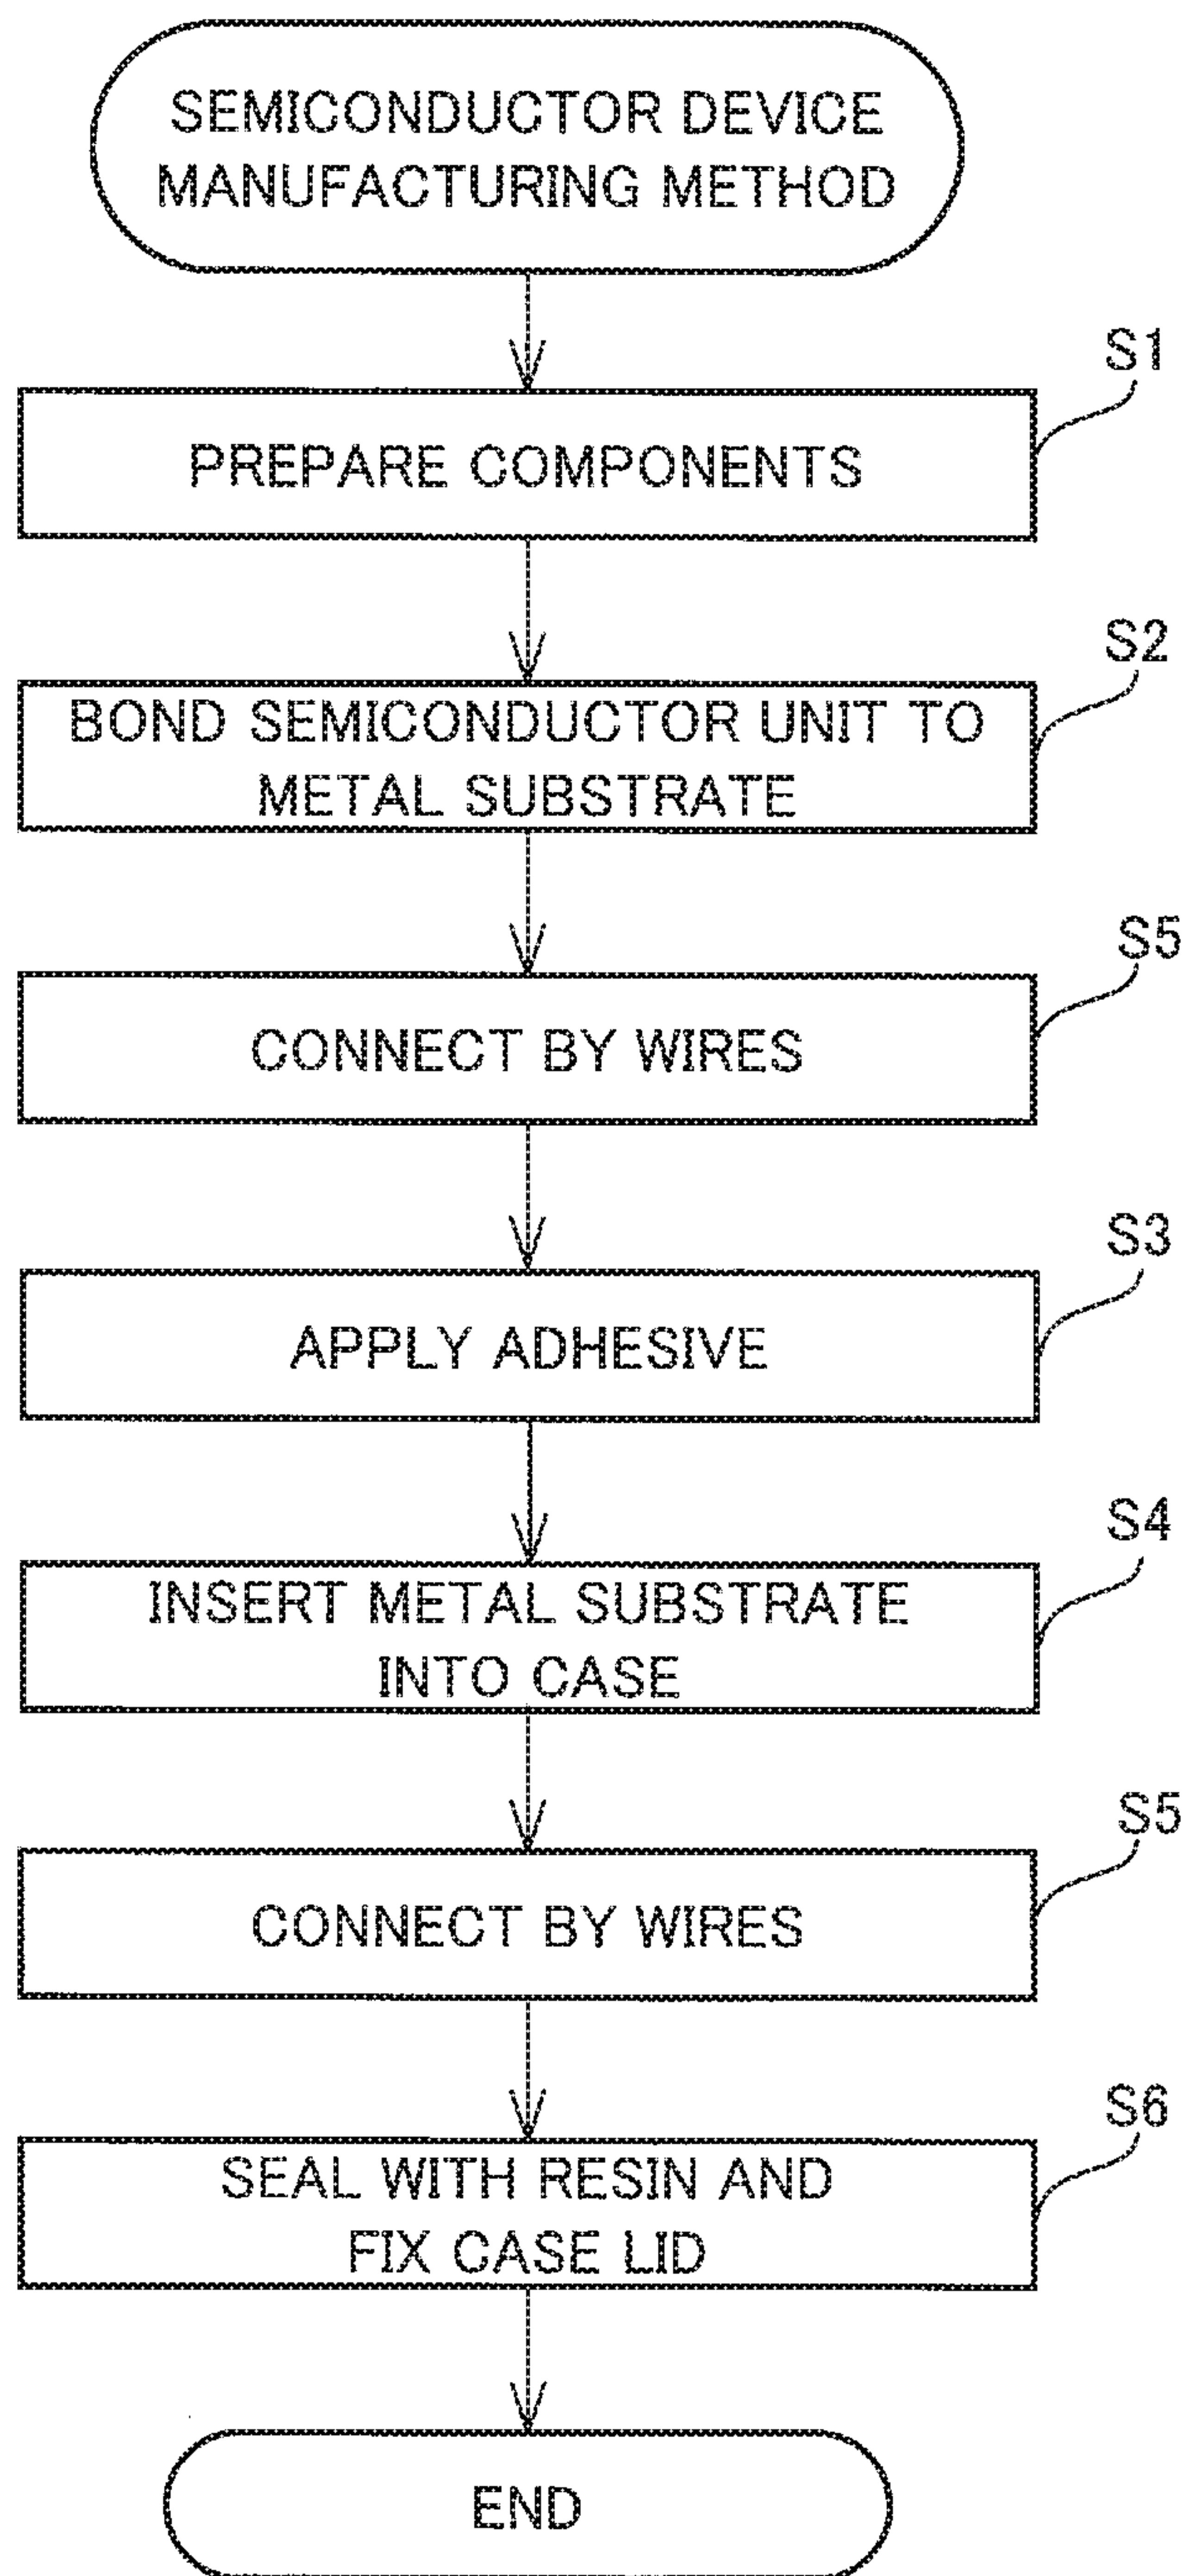 SEMICONDUCTOR DEVICE
MANUFACTURING METHOD
S1
PREPARE COMPONENTS
S2
BOND SEMICONDUCTOR UNIT TO
METAL SUBSTRATE
S5
CONNECT BY WIRES
S3
APPLY ADHESIVE
S4
INSERT METAL SUBSTRATE
INTO CASE
S5
CONNECT BY WIRES
S6
SEAL WITH RESIN AND
FIX CASE LID
END